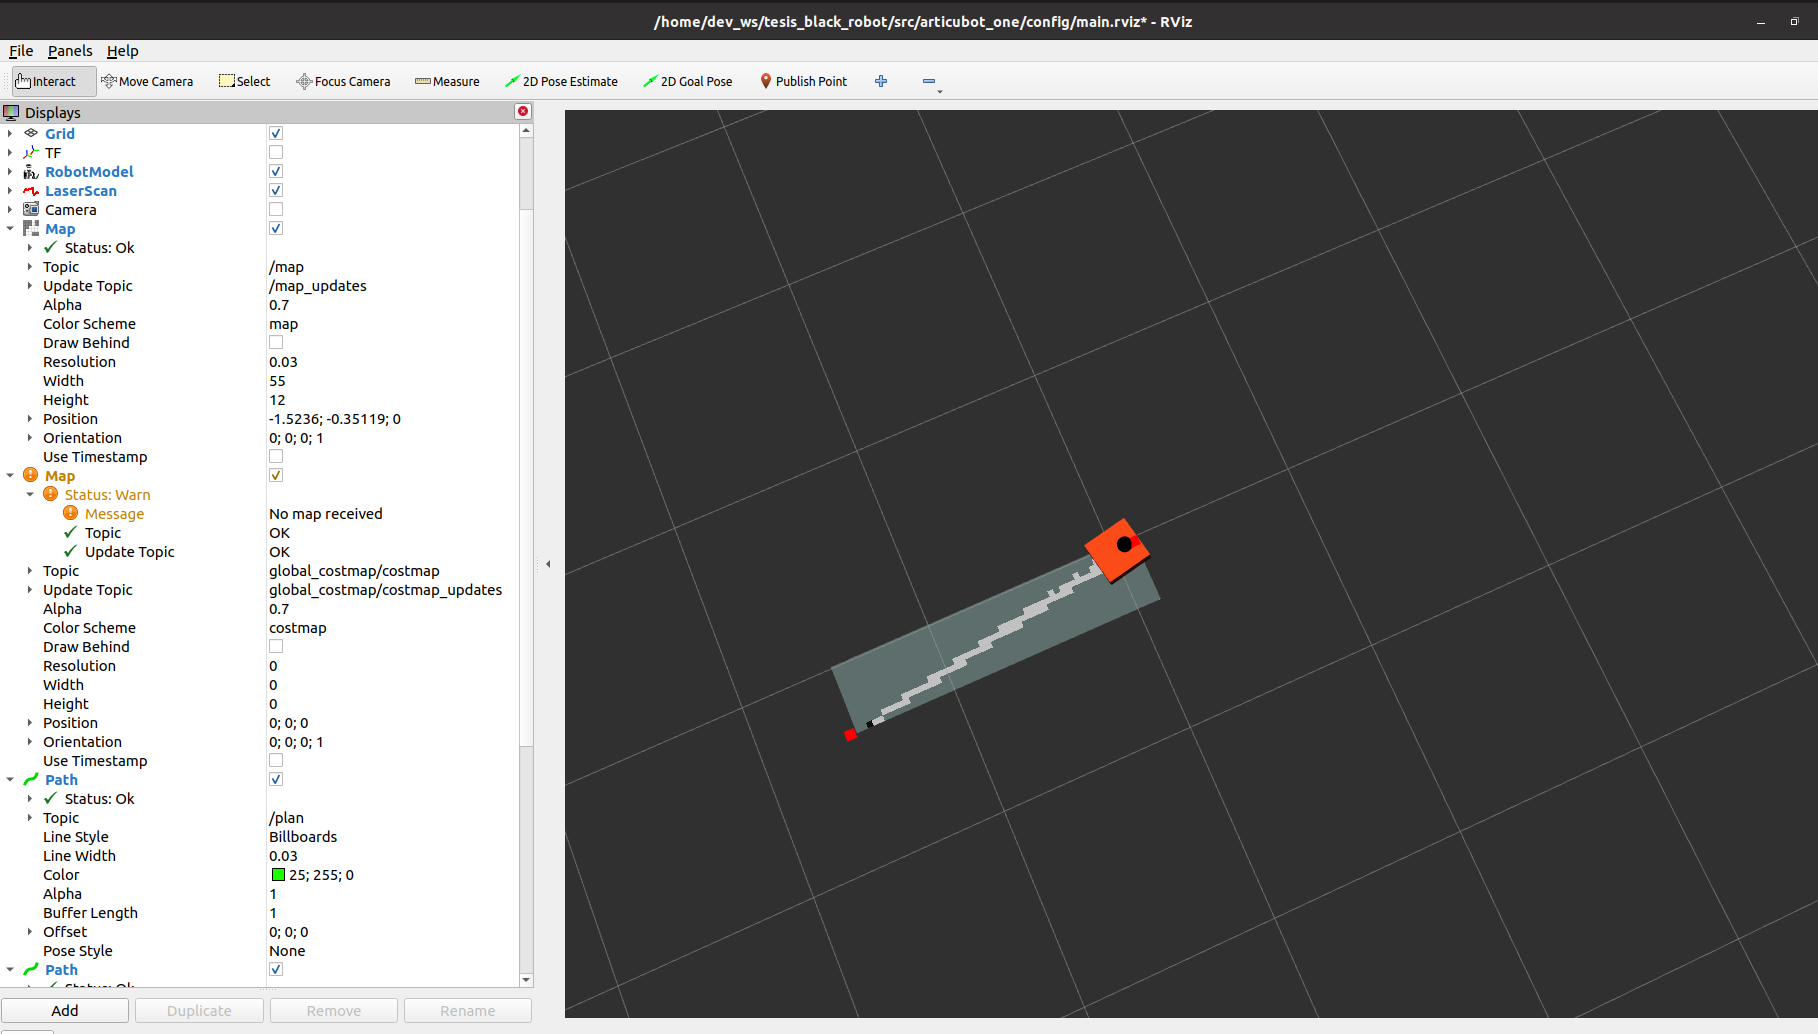 /home/dev_ws/tesis_black_robot/src/articubot_one/config/main.rviz* - RViz
File Panels Help
Interact Move Camera Select Focus Camera Measure 2D Pose Estimate 2D Goal Pose Publish Point
Displays
Grid
TF
RobotModel
LaserScan
Camera
Map
Status: Ok
Topic /map
Update Topic /map_updates
Alpha 0.7
Color Scheme map
Draw Behind
Resolution 0.03
Width 55
Height 12
Position -1.5236; -0.35119; 0
Orientation 0; 0; 0; 1
Use Timestamp
Map
Status: Warn
Message No map received
Topic OK
Update Topic OK
Topic global_costmap/costmap
Update Topic global_costmap/costmap_updates
Alpha 0.7
Color Scheme costmap
Draw Behind
Resolution 0
Width 0
Height 0
Position 0; 0; 0
Orientation 0; 0; 0; 1
Use Timestamp
Path
Status: Ok
Topic /plan
Line Style Billboards
Line Width 0.03
Color 25; 255; 0
Alpha 1
Buffer Length 1
Offset 0; 0; 0
Pose Style None
Path
Status: Ok
Add Duplicate Remove Rename